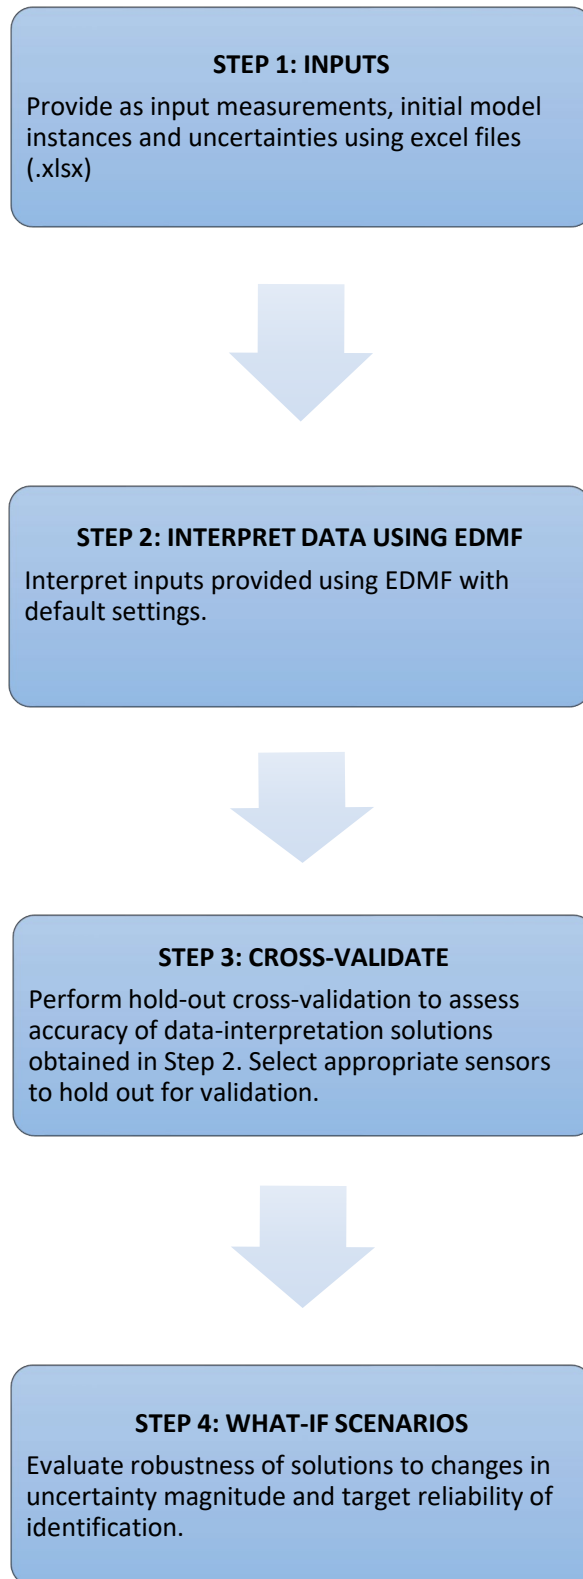 STEP 1: INPUTS
Provide as input measurements, initial model
instances and uncertainties using excel files
(.xlsx)
STEP 2: INTERPRET DATA USING EDMF
Interpret inputs provided using EDMF with
default settings.
STEP 3: CROSS-VALIDATE
Perform hold-out cross-validation to assess
accuracy of data-interpretation solutions
obtained in Step 2. Select appropriate sensors
to hold out for validation.
STEP 4: WHAT-IF SCENARIOS
Evaluate robustness of solutions to changes in
uncertainty magnitude and target reliability of
identification.